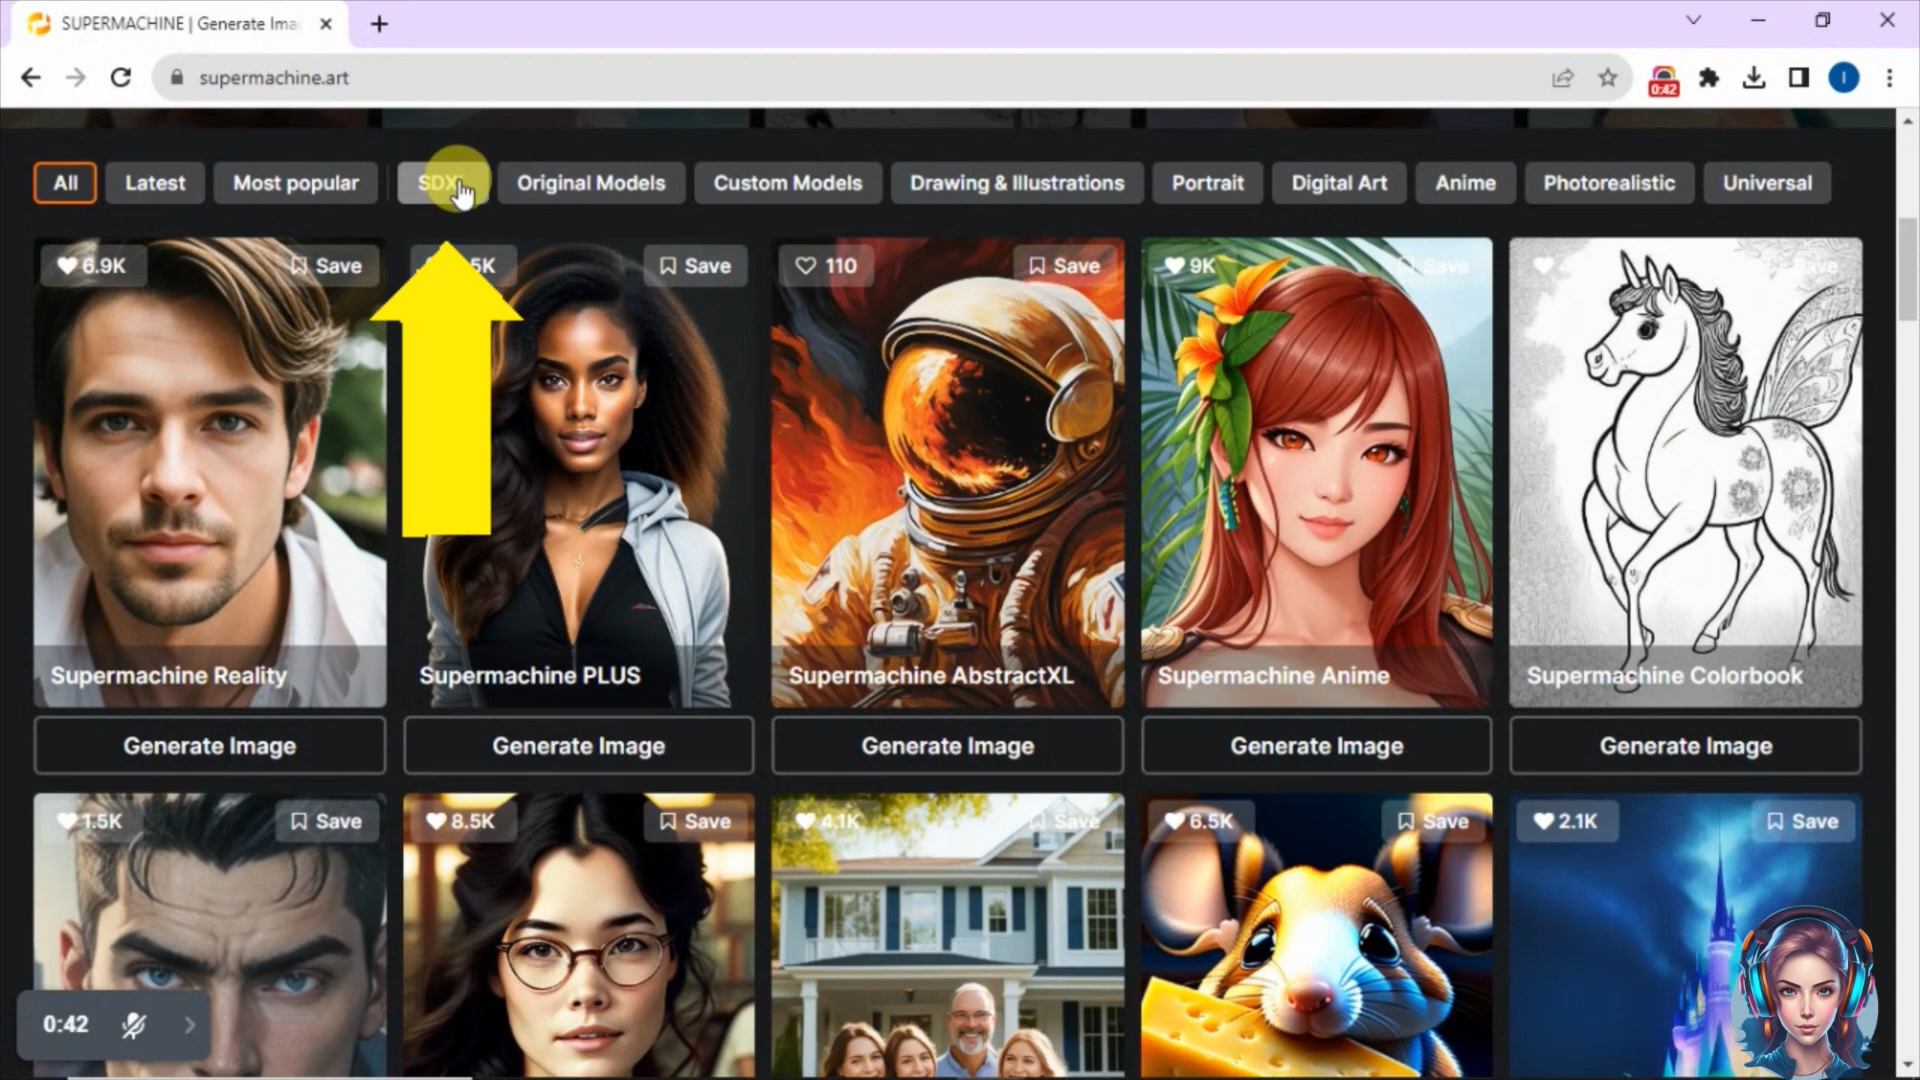 SUPERMACHINE | Generate Ima
supermachine.art
0:42
All
Latest
Most popular
Original Models
Custom Models
Drawing & Illustrations
Portrait
Digital Art
Anime
Photorealistic
Universal
6.9K
Save
Save
110
Save
9K
Save
Supermachine Reality
Supermachine PLUS
Supermachine AbstractXL
Supermachine Anime
Supermachine Colorbook
Generate Image
Generate Image
Generate Image
Generate Image
Generate Image
1.5K
Save
8.5K
Save
4.1K
Save
6.5K
Save
2.1K
Save
0:42